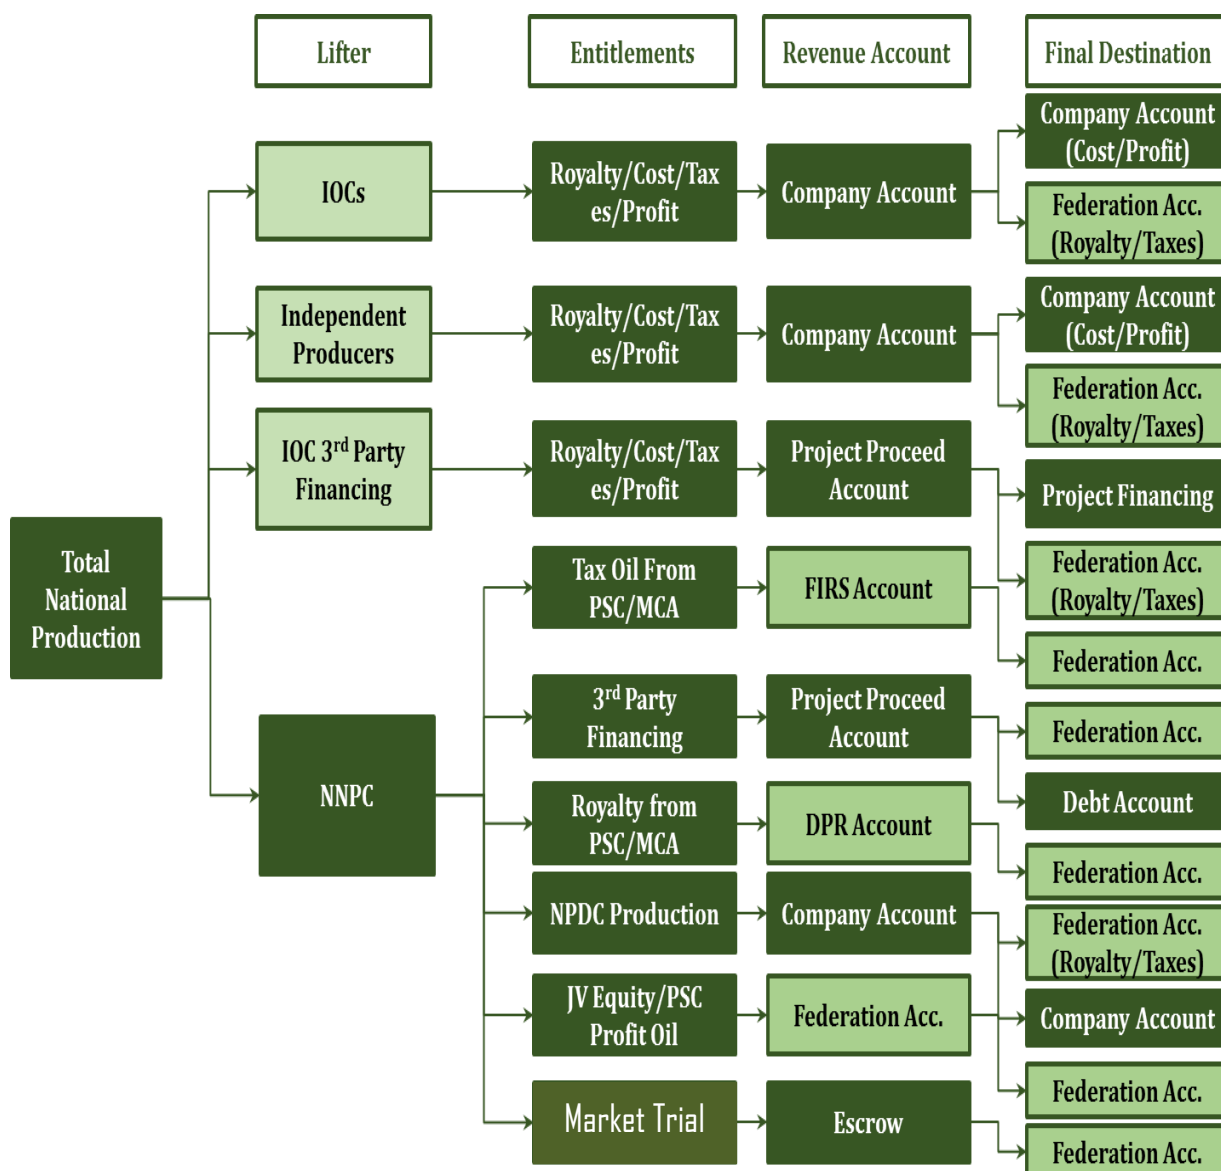 Lifter
Entitlements
Revenue Account
Final Destination
Total
National
Production
IOCs
Royalty/Cost/Tax
es/Profit
Company Account
Company Account
(Cost/Profit)
Federation Acc.
(Royalty/Taxes)
Independent
Producers
Royalty/Cost/Tax
es/Profit
Company Account
Company Account
(Cost/Profit)
Federation Acc.
(Royalty/Taxes)
IOC 3rd Party
Financing
Royalty/Cost/Tax
es/Profit
Project Proceed
Account
Project Financing
Federation Acc.
(Royalty/Taxes)
NNPC
Tax Oil From
PSC/MCA
FIRS Account
Federation Acc.
3rd Party
Financing
Project Proceed
Account
Federation Acc.
Debt Account
Royalty from
PSC/MCA
DPR Account
Federation Acc.
NPDC Production
Company Account
Federation Acc.
(Royalty/Taxes)
Company Account
JV Equity/PSC
Profit Oil
Federation Acc.
Federation Acc.
Market Trial
Escrow
Federation Acc.